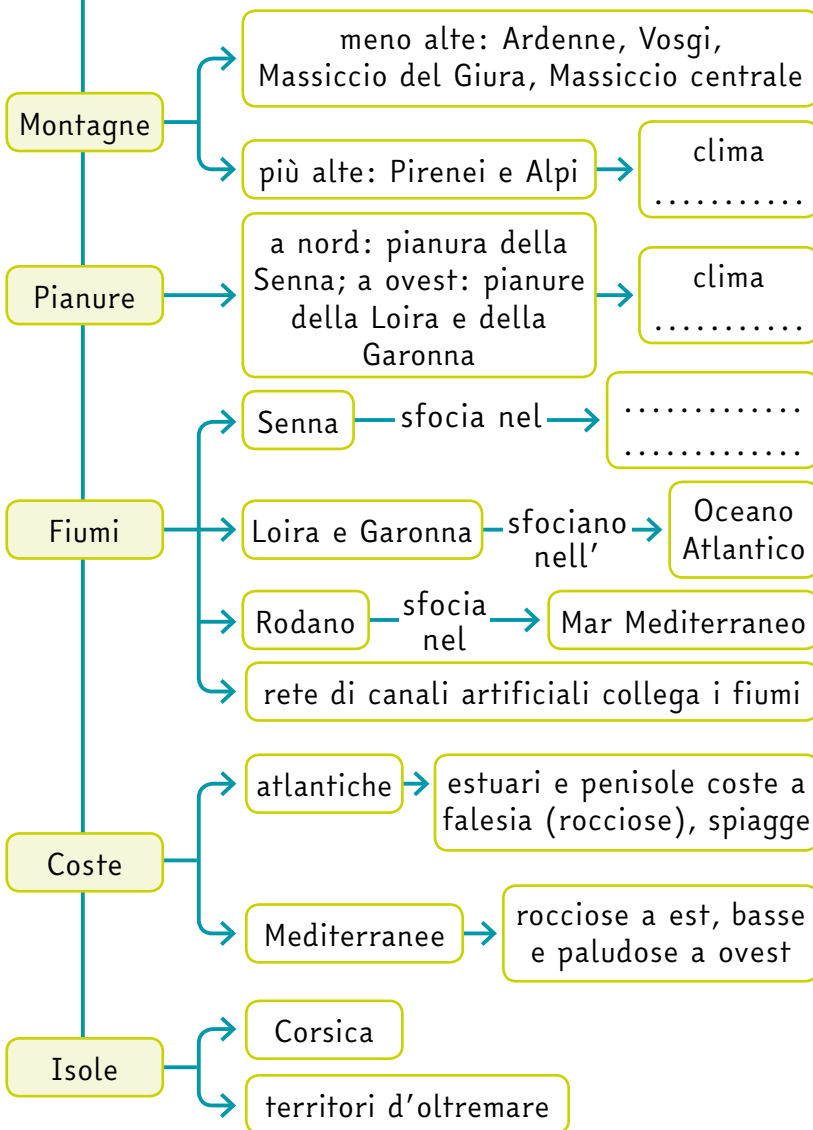 Montagne
meno alte: Ardenne, Vosgi,
Massiccio del Giura, Massiccio centrale
più alte: Pirenei e Alpi
clima
...........
Pianure
a nord: pianura della
Senna; a ovest: pianure
della Loira e della
Garonna
clima
...........
Fiumi
Senna
sfocia nel
.............
.............
Loira e Garonna
sfociano
nell'
Oceano
Atlantico
Rodano
sfocia
nel
Mar Mediterraneo
rete di canali artificiali collega i fiumi
Coste
atlantiche
estuari e penisole coste a
falesia (rocciose), spiagge
Mediterranee
rocciose a est, basse
e paludose a ovest
Isole
Corsica
territori d'oltremare